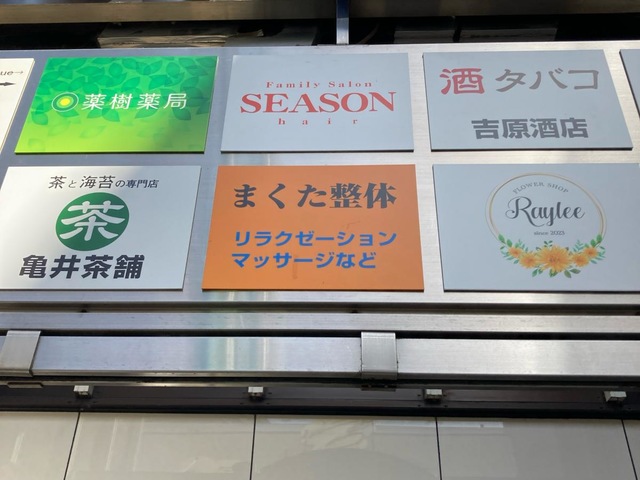 ue→
薬樹薬局
Family Salon
SEASON
hair
酒 タバコ
吉原酒店
茶と海苔の専門店
茶
亀井茶舗
まくた整体
リラクゼーション
マッサージなど
FLOWER SHOP
Raylee
since 2023